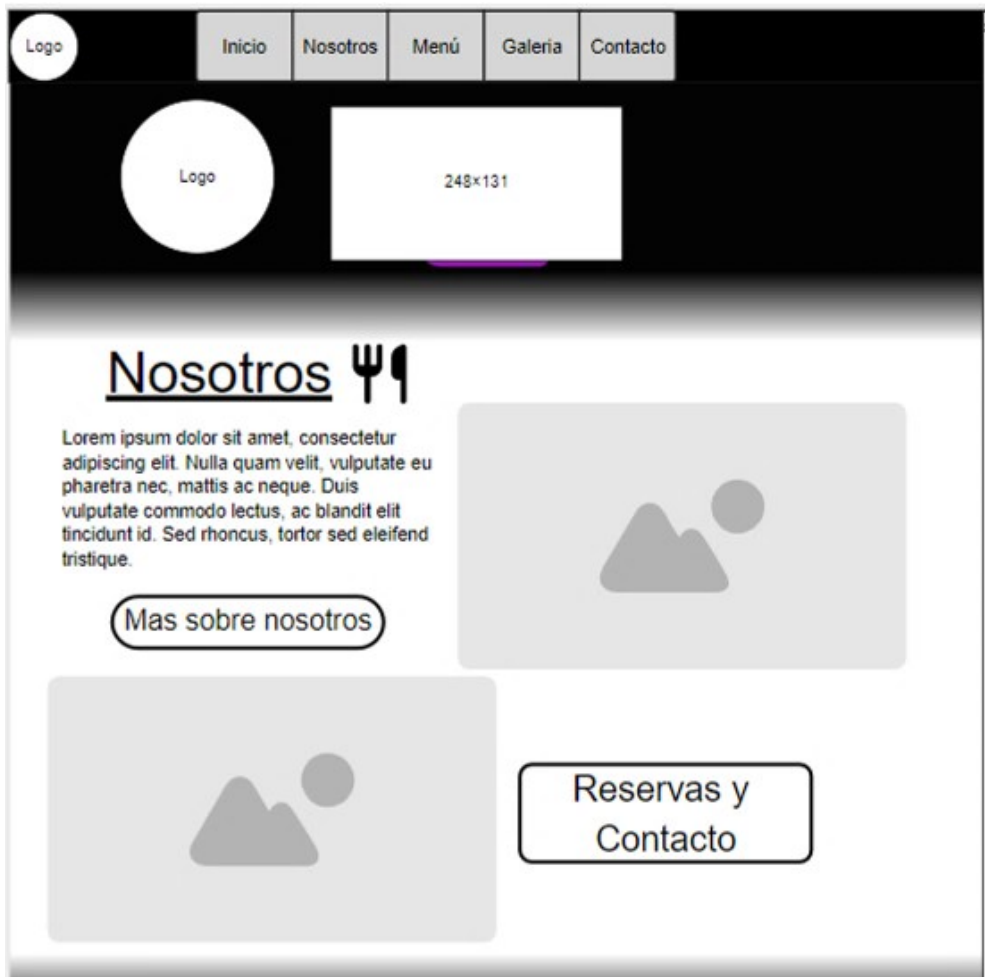 Logo
Inicio
Nosotros
Menú
Galeria
Contacto
Logo
248×131
Nosotros
Lorem ipsum dolor sit amet, consectetur
adipiscing elit. Nulla quam velit, vulputate eu
pharetra nec, mattis ac neque. Duis
vulputate commodo lectus, ac blandit elit
tincidunt id. Sed rhoncus, tortor sed eleifend
tristique.
Mas sobre nosotros
Reservas y
Contacto